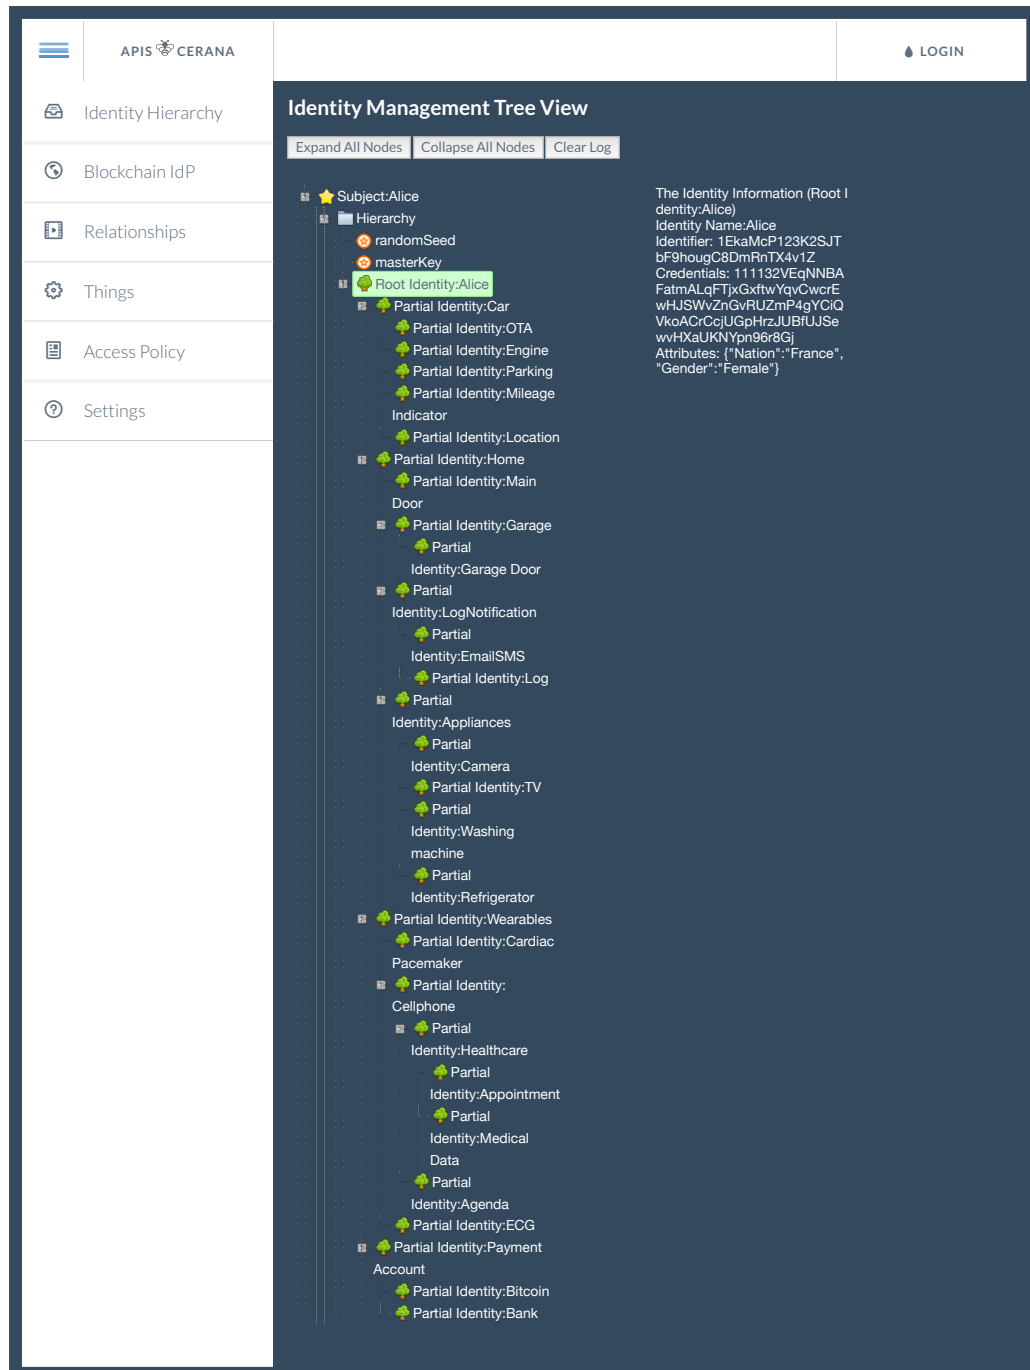 APIS CERANA
LOGIN
Identity Hierarchy
Blockchain IdP
Relationships
Things
Access Policy
Settings
Identity Management Tree View
Expand All Nodes
Collapse All Nodes
Clear Log
Subject:Alice
Hierarchy
randomSeed
masterKey
Root Identity:Alice
Partial Identity:Car
Partial Identity:OTA
Partial Identity:Engine
Partial Identity:Parking
Partial Identity:Mileage
Indicator
Partial Identity:Location
Partial Identity:Home
Partial Identity:Main
Door
Partial Identity:Garage
Partial
Identity:Garage Door
Partial
Identity:LogNotification
Partial
Identity:EmailSMS
Partial Identity:Log
Partial
Identity:Appliances
Partial
Identity:Camera
Partial Identity:TV
Partial
Identity:Washing
machine
Partial
Identity:Refrigerator
Partial Identity:Wearables
Partial Identity:Cardiac
Pacemaker
Partial Identity:
Cellphone
Partial
Identity:Healthcare
Partial
Identity:Appointment
Partial
Identity:Medical
Data
Partial
Identity:Agenda
Partial Identity:ECG
Partial Identity:Payment
Account
Partial Identity:Bitcoin
Partial Identity:Bank
The Identity Information (Root I
dentity:Alice)
Identity Name:Alice
Identifier: 1EkaMcP123K2SJT
bF9hougC8DmRnTX4v1Z
Credentials: 111132VEqNNBA
FatmALqFTjxGxftwYqvCwcrE
wHJSWvZnGvRUZmP4gYCiQ
VkoACrCcjUGpHrzJUBfUJSe
wvHXaUKNYpn96r8Gj
Attributes: {"Nation":"France",
"Gender":"Female"}